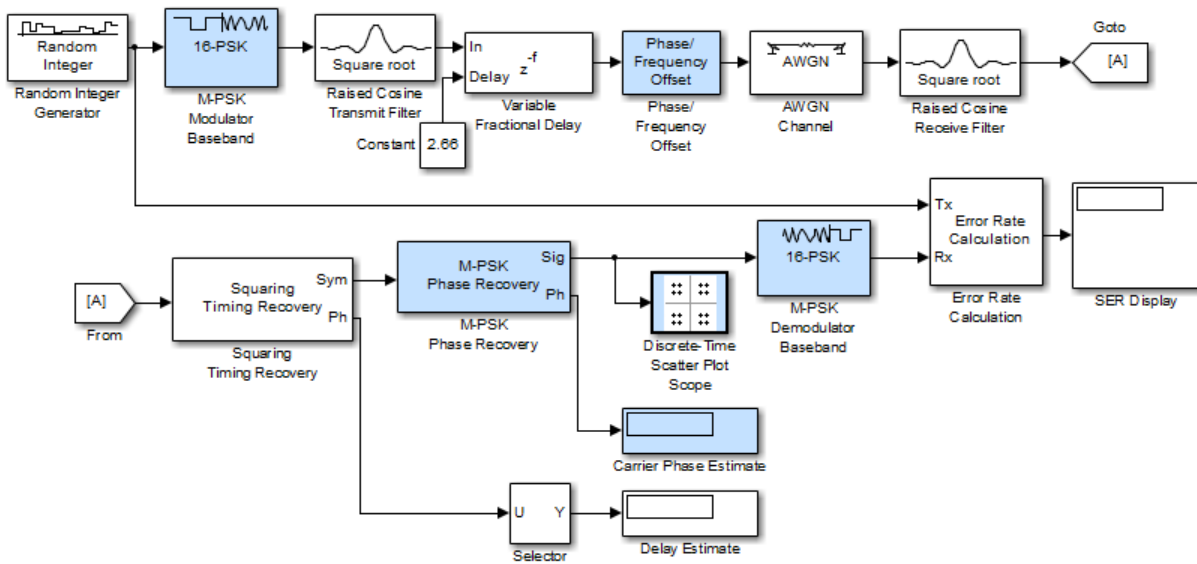 Random
Integer
Random Integer
Generator
16-PSK
M-PSK
Modulator
Baseband
Square root
Raised Cosine
Transmit Filter
Constant
2.66
In
Delay
z^-f
Variable
Fractional Delay
Phase/
Frequency
Offset
Phase/
Frequency
Offset
AWGN
AWGN
Channel
Square root
Raised Cosine
Receive Filter
Goto
[A]
[A]
From
Squaring
Timing Recovery
Sym
Ph
Squaring
Timing Recovery
M-PSK
Phase Recovery
Sig
Ph
M-PSK
Phase Recovery
Discrete-Time
Scatter Plot
Scope
16-PSK
M-PSK
Demodulator
Baseband
Tx
Rx
Error Rate
Calculation
Error Rate
Calculation
SER Display
Carrier Phase Estimate
U Y
Selector
Delay Estimate